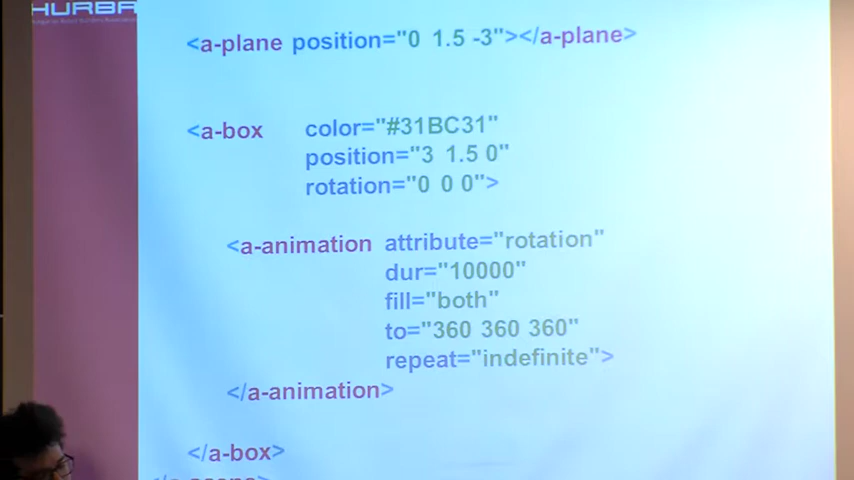 HURBA
<a-plane position="0 1.5 -3"></a-plane>
<a-box color="#31BC31"
position="3 1.5 0"
rotation="0 0 0">
<a-animation attribute="rotation"
dur="10000"
fill="both"
to="360 360 360"
repeat="indefinite">
</a-animation>
</a-box>
</a-scene>